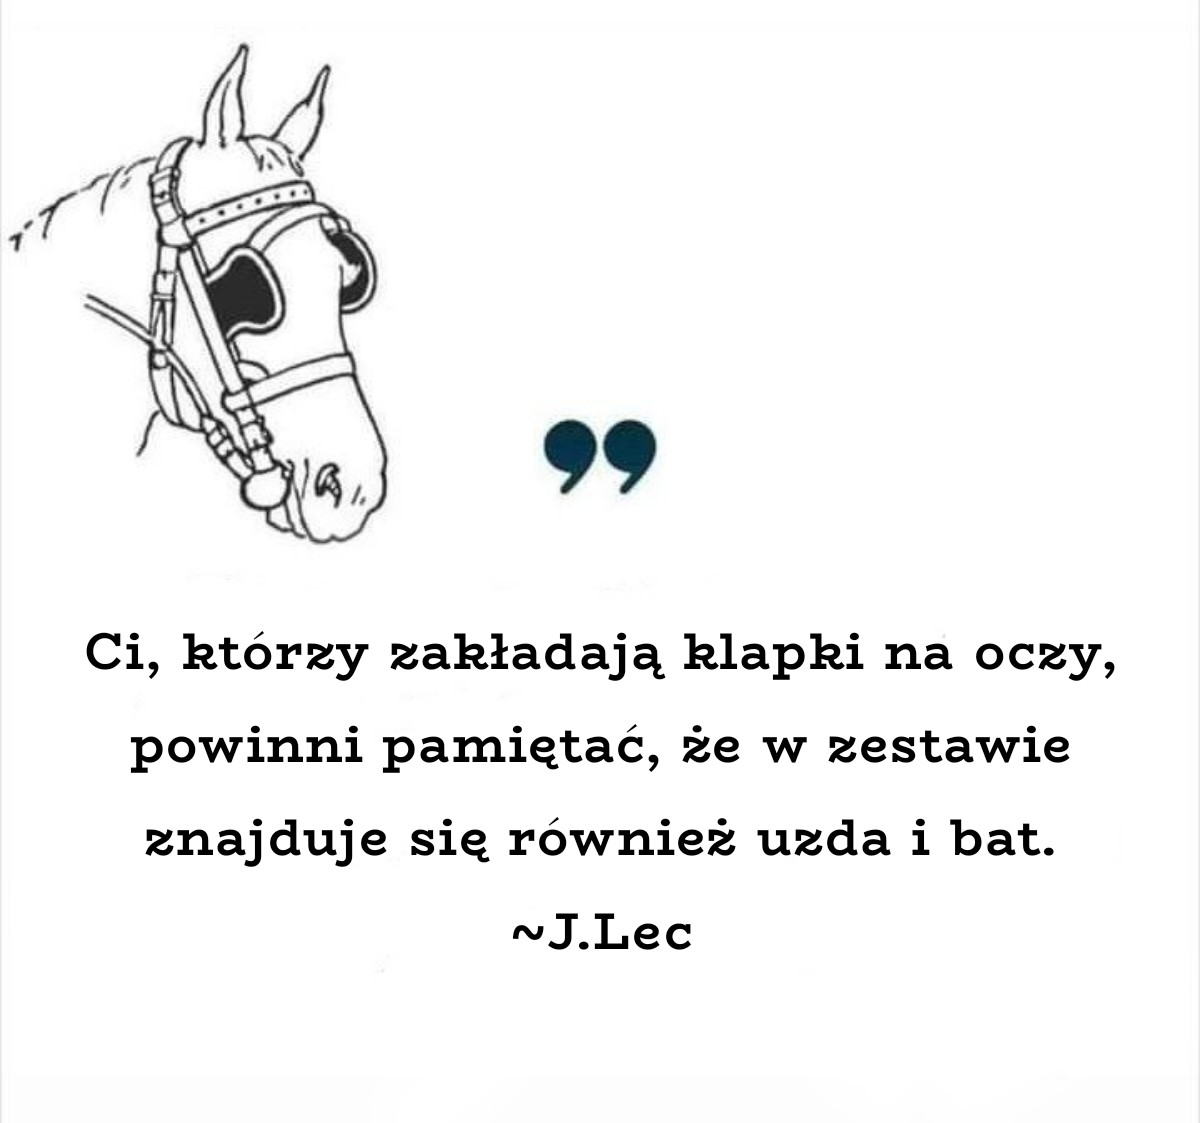 ”
Ci, którzy zakładają klapki na oczy,
powinni pamiętać, że w zestawie
znajduje się również uzda i bat.
~J.Lec